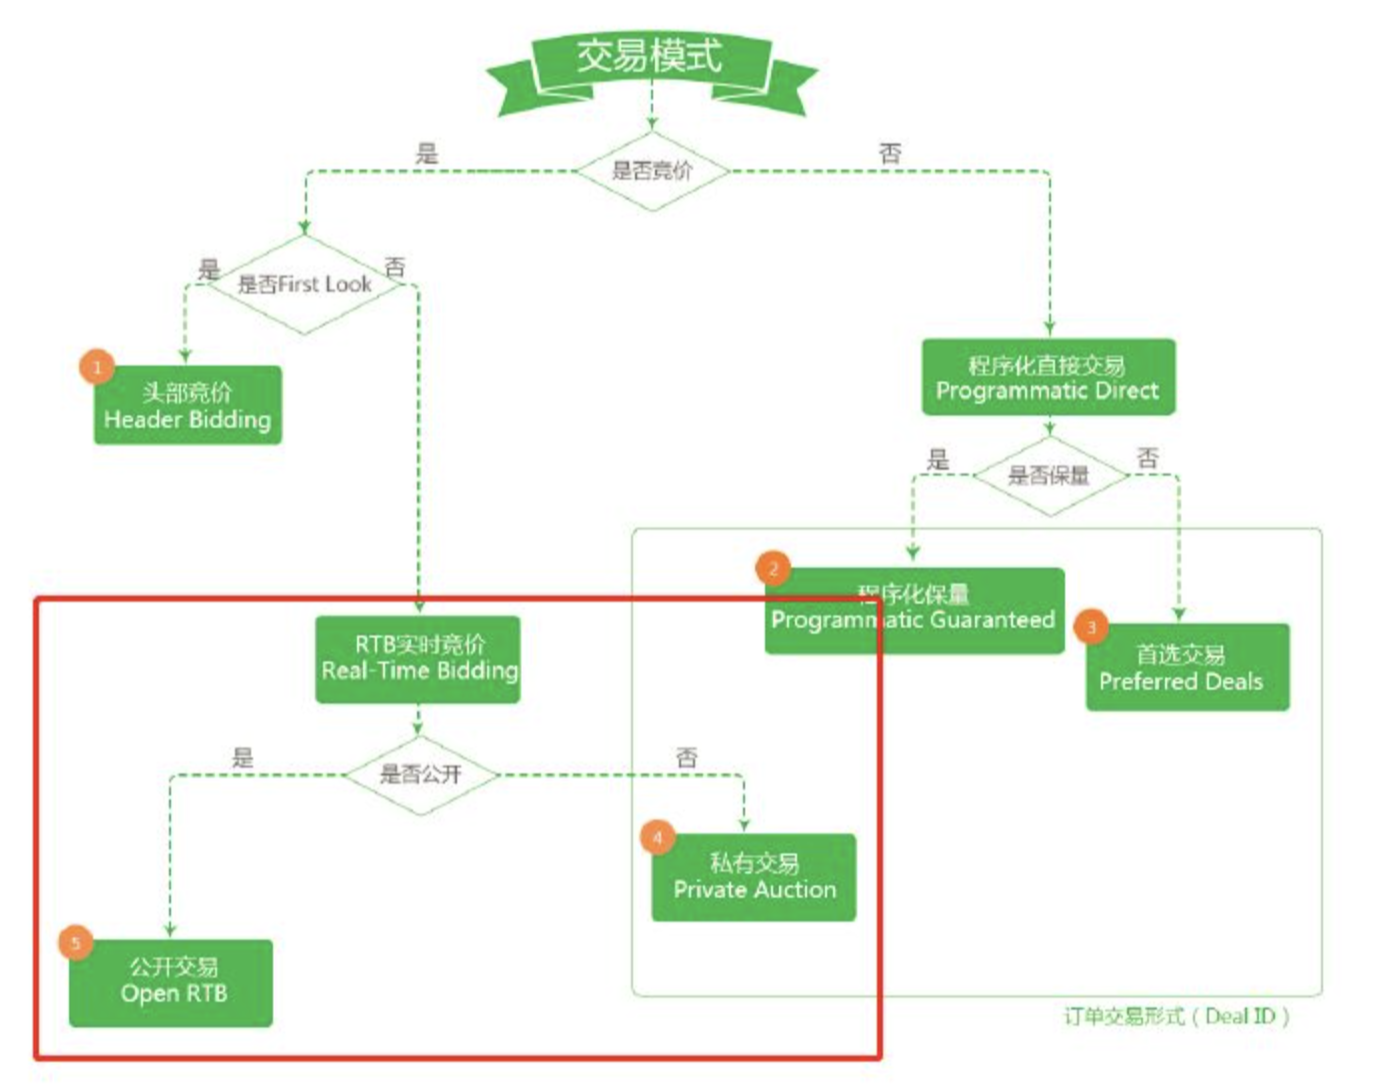 交易模式
是否竞价
是
否
是否First Look
是
否
1
头部竞价
Header Bidding
程序化直接交易
Programmatic Direct
是否保量
是
否
2
程序化保量
Programmatic Guaranteed
3
首选交易
Preferred Deals
RTB实时竞价
Real-Time Bidding
是否公开
是
否
4
私有交易
Private Auction
5
公开交易
Open RTB
订单交易形式（Deal ID）